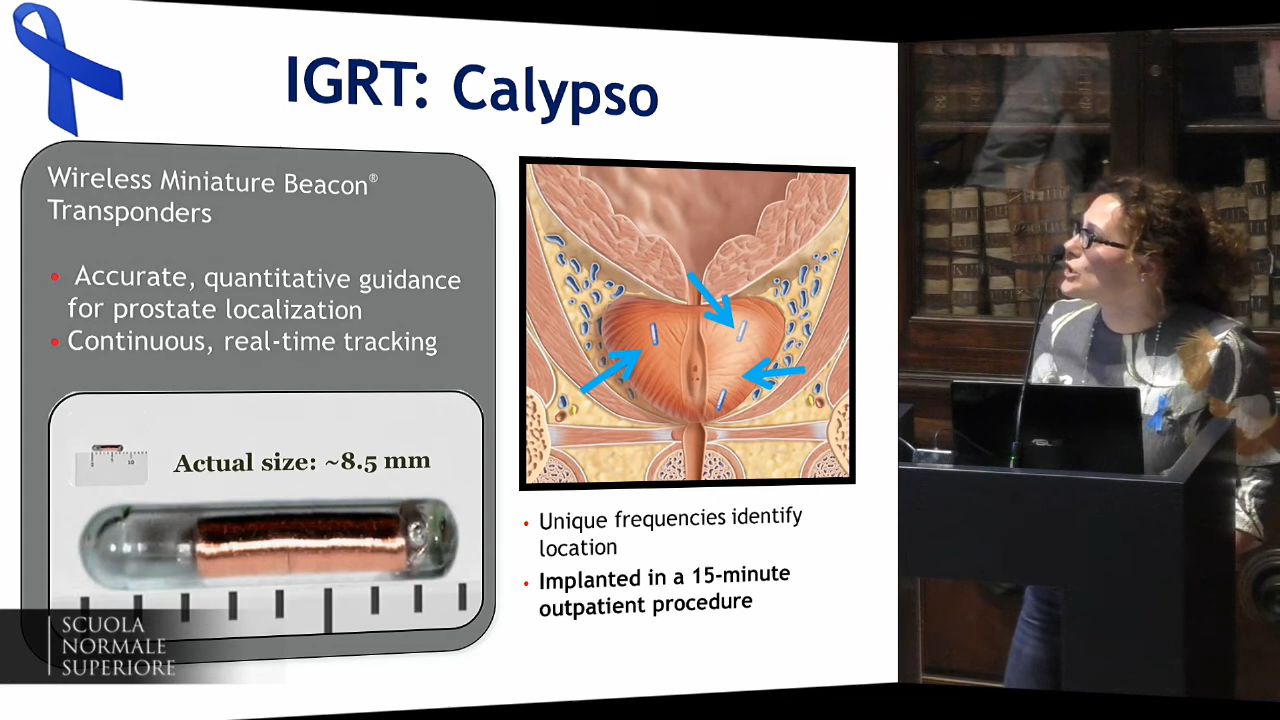 IGRT: Calypso
Wireless Miniature Beacon®
Transponders
• Accurate, quantitative guidance
for prostate localization
• Continuous, real-time tracking
Actual size: ~8.5 mm
• Unique frequencies identify
location
• Implanted in a 15-minute
outpatient procedure
SCUOLA
NORMALE
SUPERIORE
ASUS